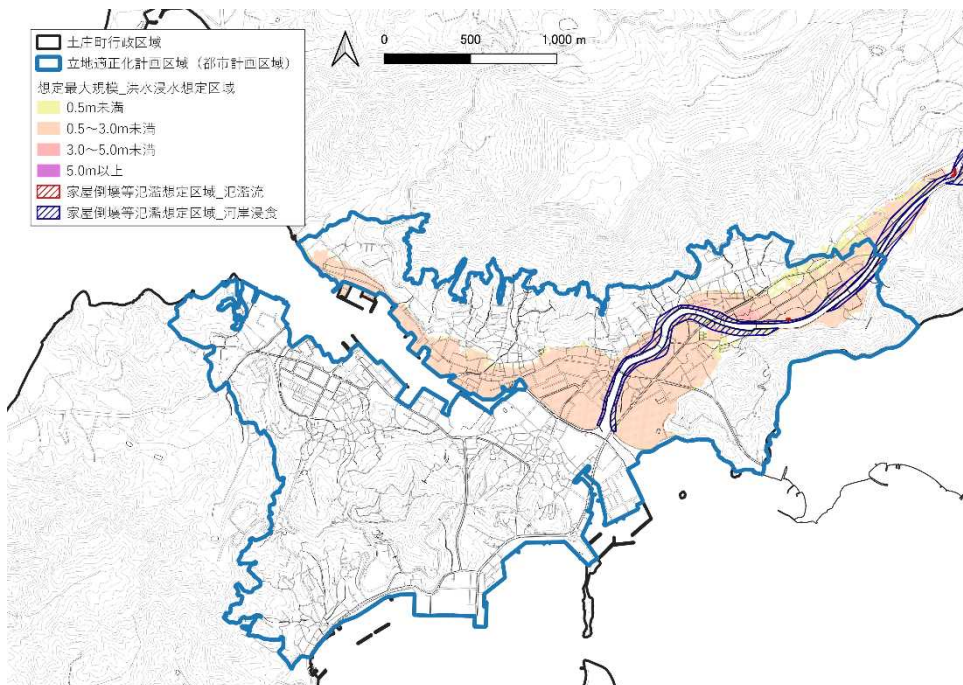 土庄町行政区域
立地適正化計画区域（都市計画区域）
想定最大規模_洪水浸水想定区域
0.5m未満
0.5～3.0m未満
3.0～5.0m未満
5.0m以上
家屋倒壊等氾濫想定区域_氾濫流
家屋倒壊等氾濫想定区域_河岸浸食
0 500 1,000 m